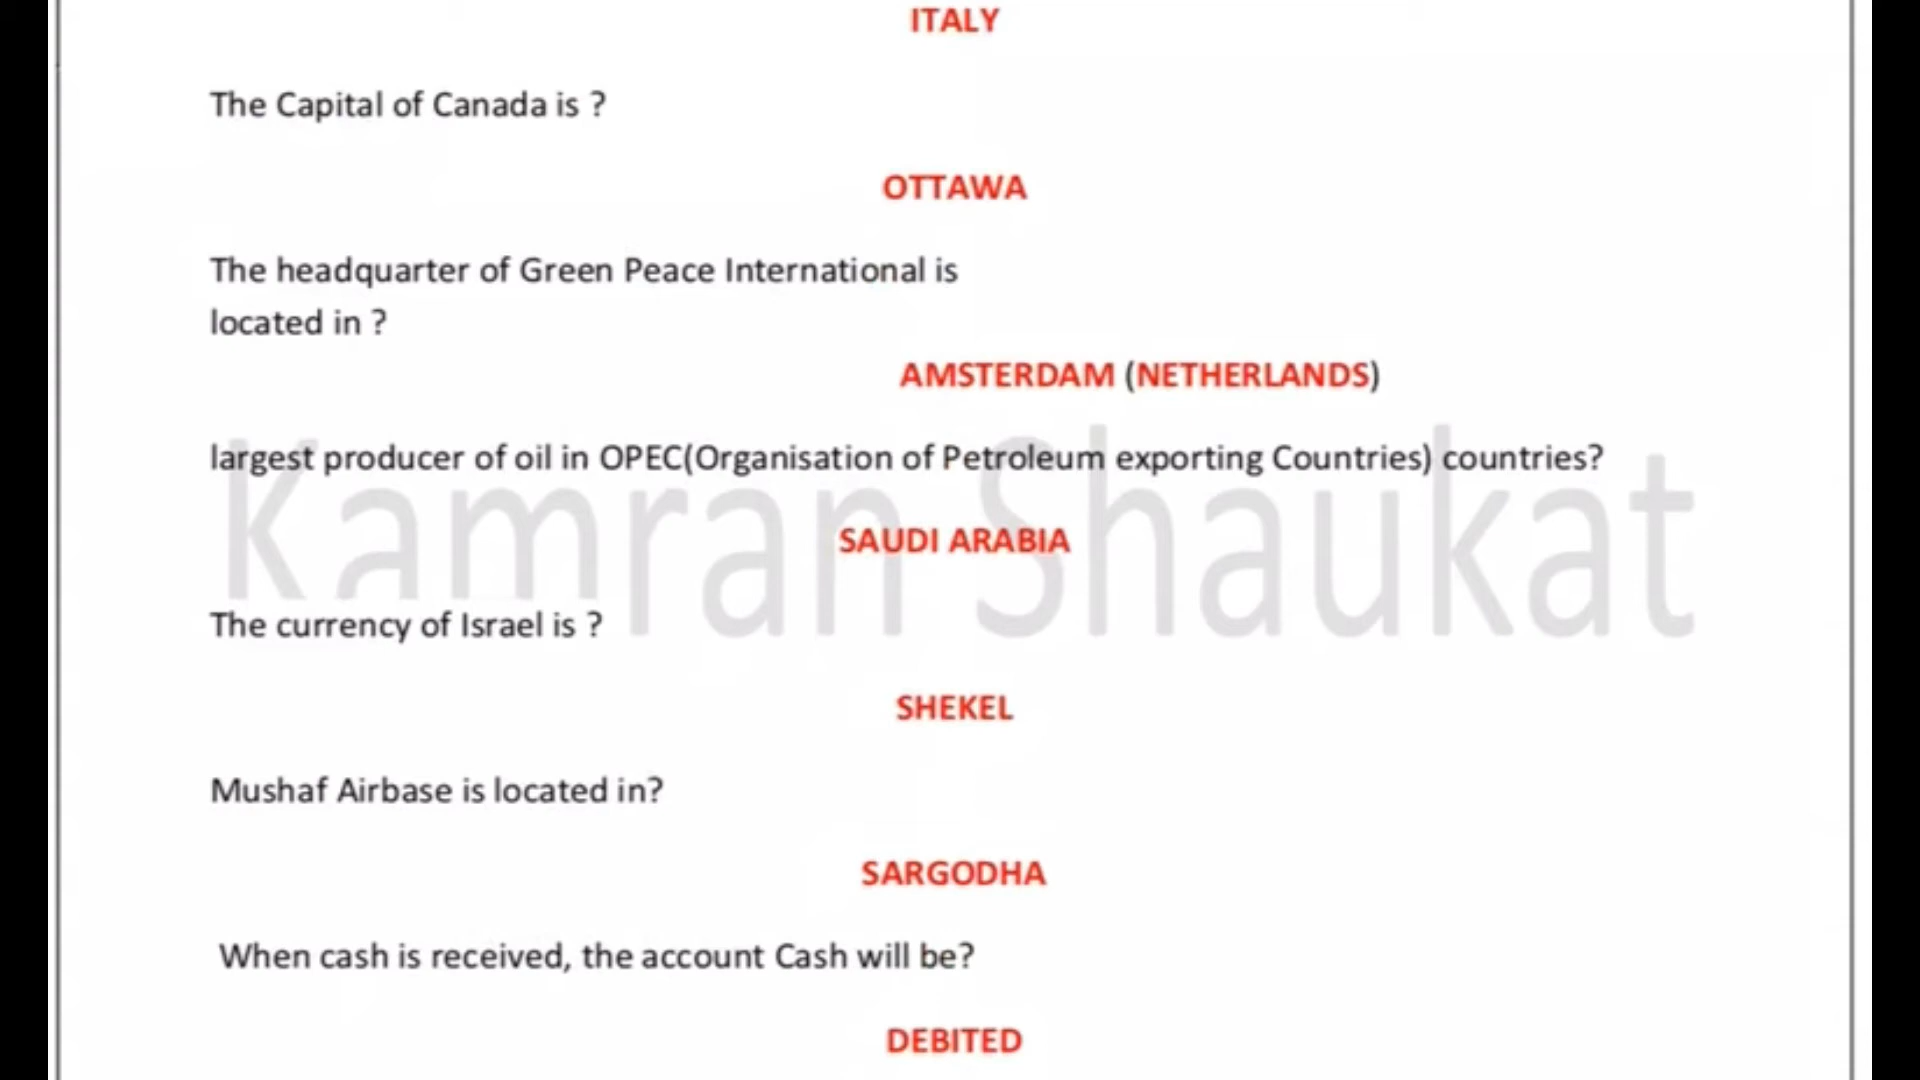 ITALY
The Capital of Canada is ?
OTTAWA
The headquarter of Green Peace International is
located in ?
AMSTERDAM (NETHERLANDS)
largest producer of oil in OPEC(Organisation of Petroleum exporting Countries) countries?
Kamran Shaukat
SAUDI ARABIA
The currency of Israel is ?
SHEKEL
Mushaf Airbase is located in?
SARGODHA
When cash is received, the account Cash will be?
DEBITED